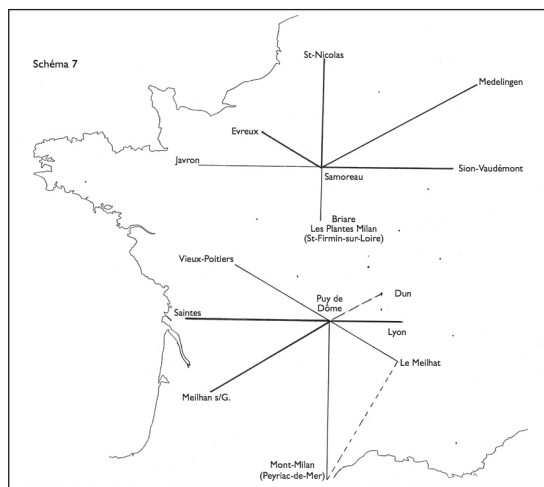 Schéma 7
St-Nicolas
Medelingen
Evreux
Javron
Samoreau
Sion-Vaudémont
Briare
Les Plantes Milan
(St-Firmin-sur-Loire)
Vieux-Poitiers
Puy de
Dôme
Dun
Saintes
Lyon
Le Meilhat
Meilhan s/G.
Mont-Milan
(Peyriac-de-Mer)